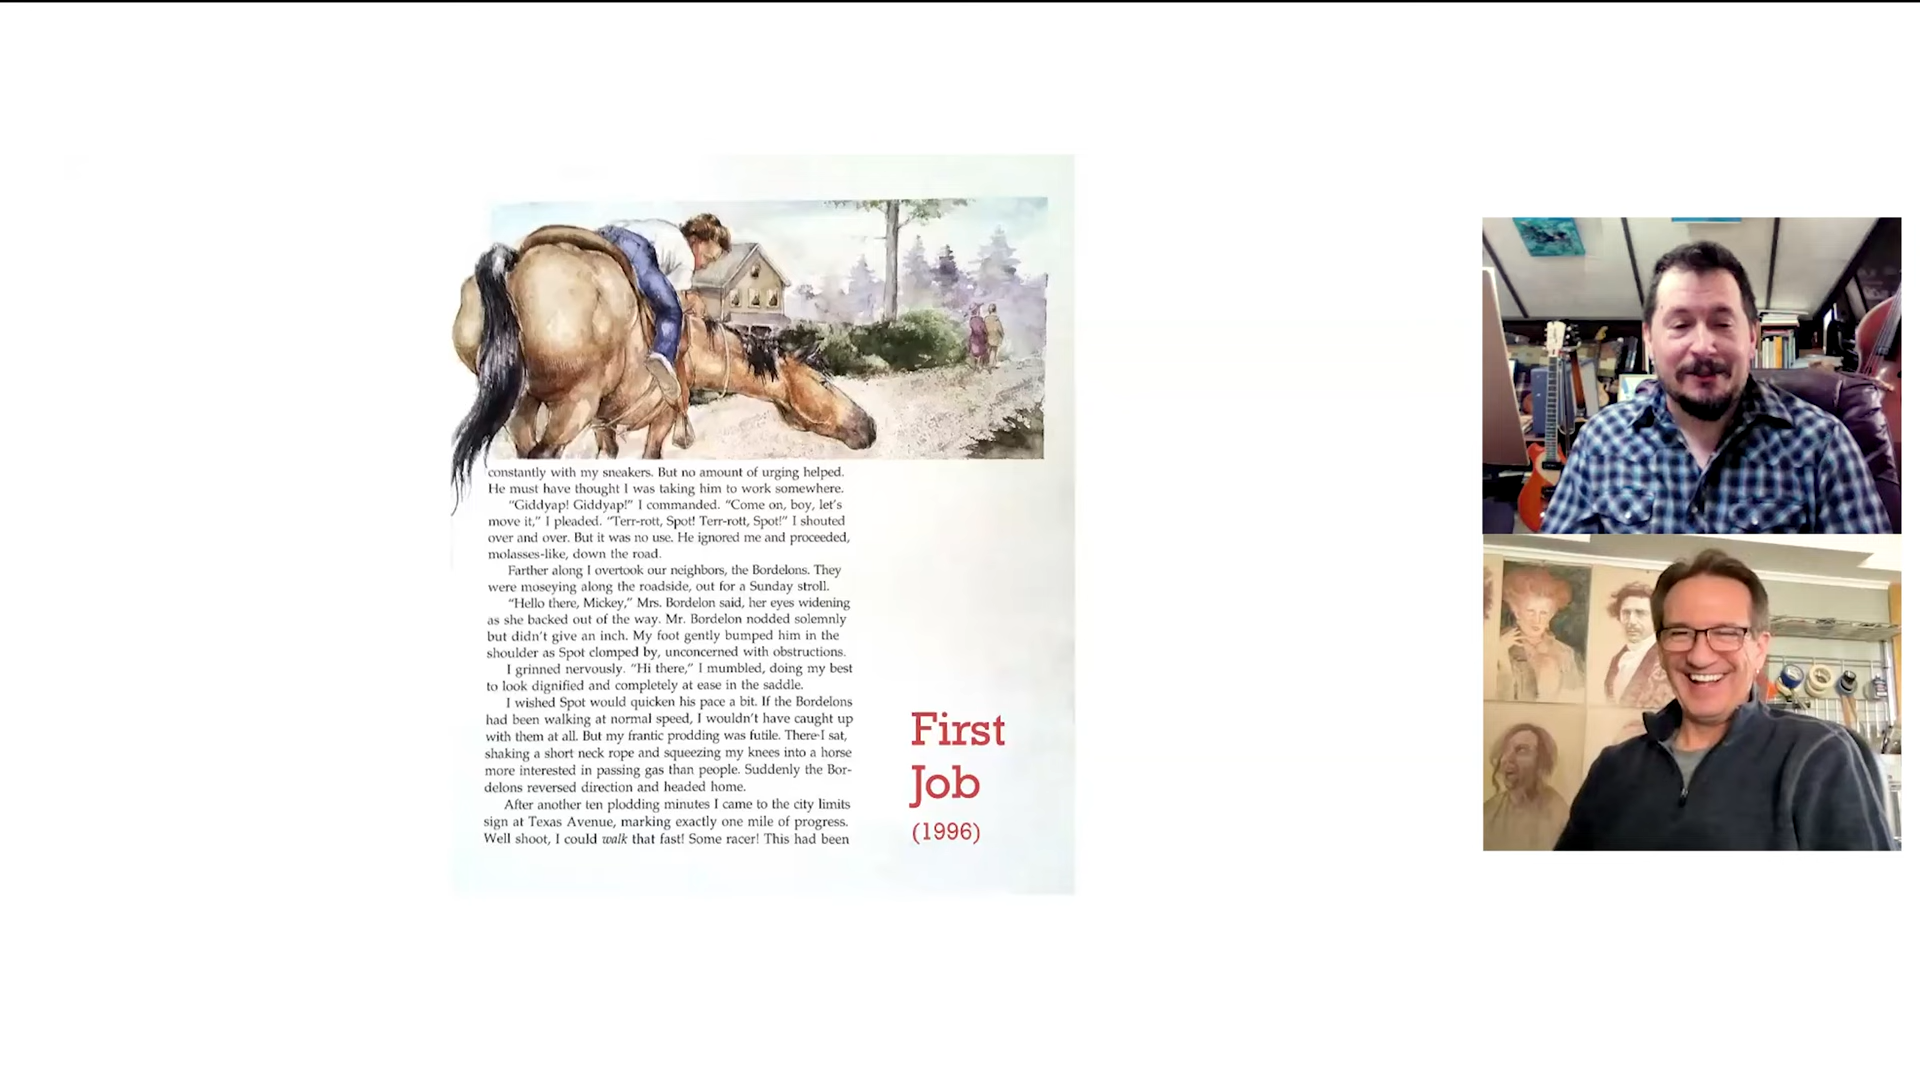 constantly with my sneakers. But no amount of urging helped.
He must have thought I was taking him to work somewhere.
“Giddyap! Giddyap!” I commanded. “Come on, boy, let’s
move it,” I pleaded. “Terr-rott, Spot! Terr-rott, Spot!” I shouted
over and over. But it was no use. He ignored me and proceeded,
molasses-like, down the road.
Farther along I overtook our neighbors, the Bordelons. They
were moseying along the roadside, out for a Sunday stroll.
“Hello there, Mickey,” Mrs. Bordelon said, her eyes widening
as she backed out of the way. Mr. Bordelon nodded solemnly
but didn’t give an inch. My foot gently bumped him in the
shoulder as Spot clomped by, unconcerned with obstructions.
I grinned nervously. “Hi there,” I mumbled, doing my best
to look dignified and completely at ease in the saddle.
I wished Spot would quicken his pace a bit. If the Bordelons
had been walking at normal speed, I wouldn’t have caught up
with them at all. But my frantic prodding was futile. There I sat,
shaking a short neck rope and squeezing my knees into a horse
more interested in passing gas than people. Suddenly the Bor-
delons reversed direction and headed home.
After another ten plodding minutes I came to the city limits
sign at Texas Avenue, marking exactly one mile of progress.
Well shoot, I could walk that fast! Some racer! This had been
First
Job
(1996)